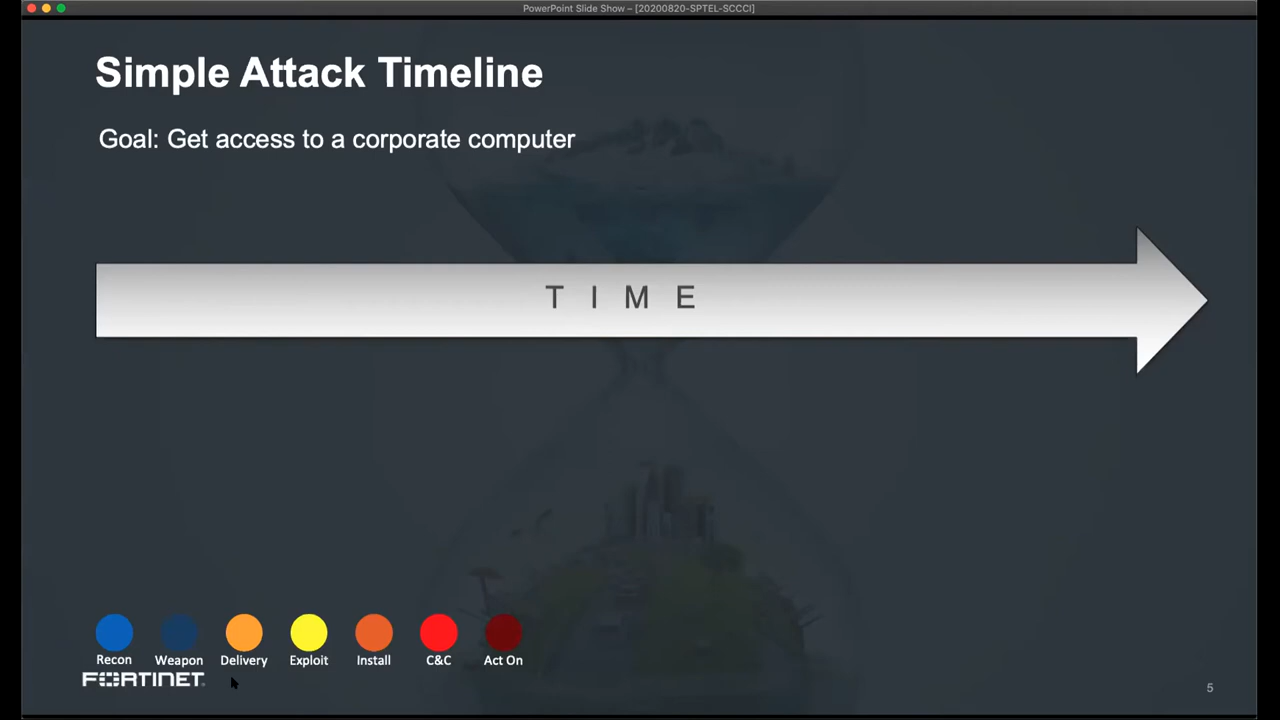 PowerPoint Slide Show – [20200820-SPTEL-SCCCI]
Simple Attack Timeline
Goal: Get access to a corporate computer
T I M E
Recon Weapon Delivery Exploit Install C&C Act On
FORTINET
5